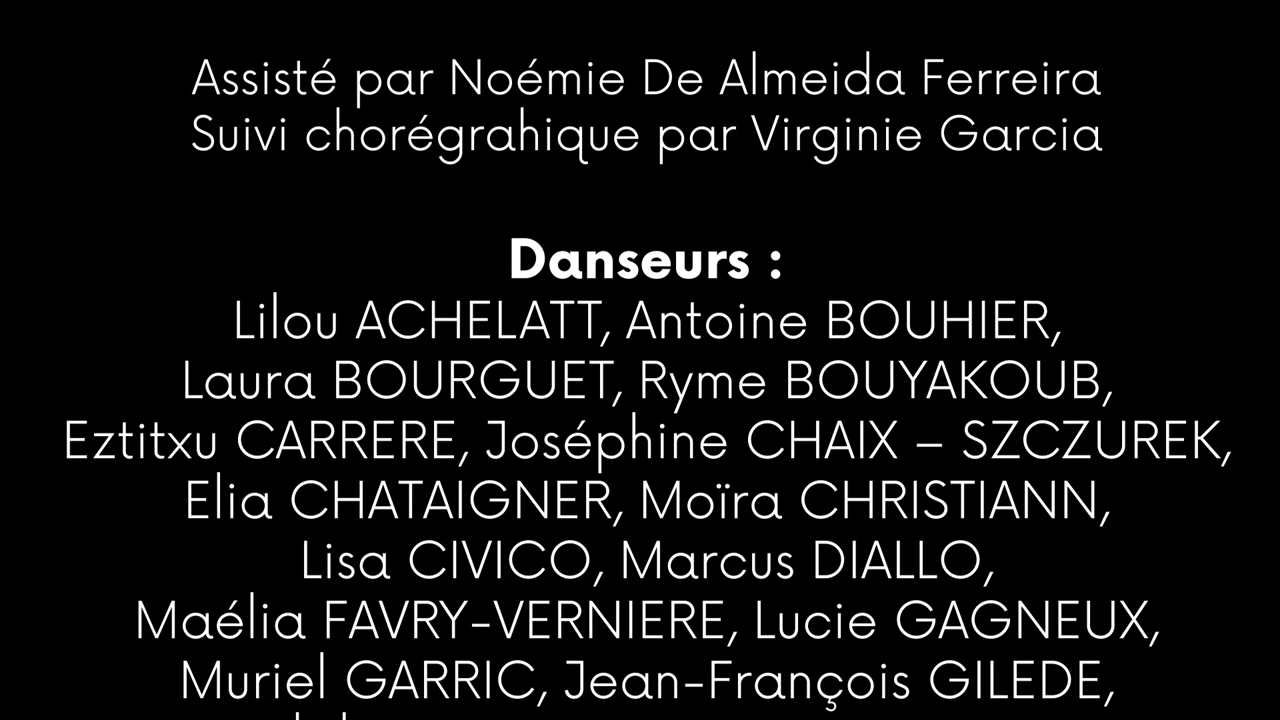 Assisté par Noémie De Almeida Ferreira
Suivi chorégrahique par Virginie Garcia
Danseurs :
Lilou ACHELATT, Antoine BOUHIER,
Laura BOURGUET, Ryme BOUYAKOUB,
Eztitxu CARRERE, Joséphine CHAIX – SZCZUREK,
Elia CHATAIGNER, Moïra CHRISTIANN,
Lisa CIVICO, Marcus DIALLO,
Maélia FAVRY-VERNIERE, Lucie GAGNEUX,
Muriel GARRIC, Jean-François GILEDE,